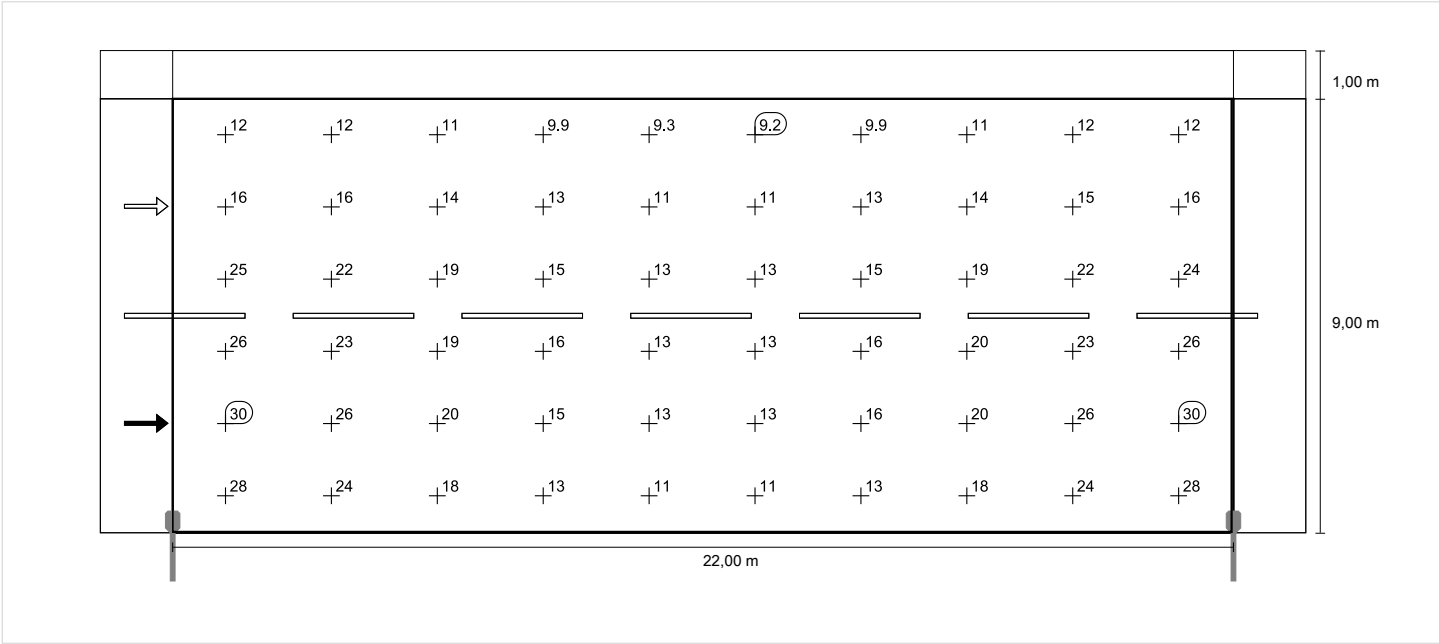 1,00 m
12 12 11 9.9 9.3 9.2 9.9 11 12 12
16 16 14 13 11 11 13 14 15 16
25 22 19 15 13 13 15 19 22 24
9,00 m
26 23 19 16 13 13 16 20 23 26
30 26 20 15 13 13 16 20 26 30
28 24 18 13 11 11 13 18 24 28
22,00 m